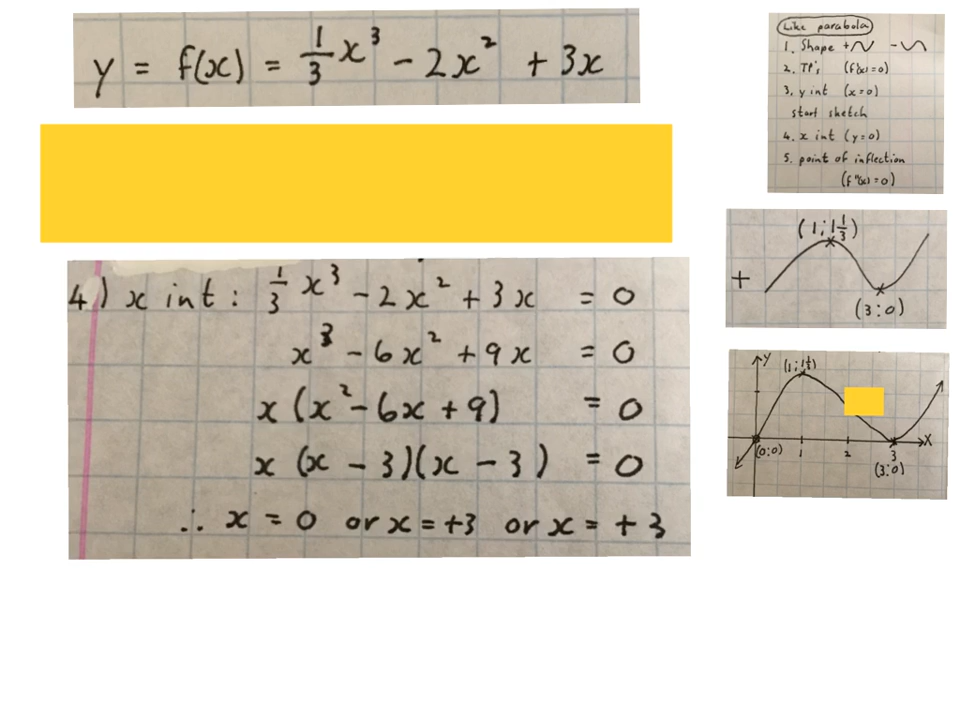 y = f(x) = 1/3 x³ - 2x² + 3x
4) x int : 1/3 x³ - 2x² + 3x = 0
x³ - 6x² + 9x = 0
x (x² - 6x + 9) = 0
x (x - 3)(x - 3) = 0
∴ x = 0 or x = +3 or x = +3
Like parabola
1. Shape + -
2. TP's (f'(x) = 0)
3. y int (x = 0)
start sketch
4. x int (y = 0)
5. point of inflection
(f''(x) = 0)
(1 ; 1 1/3)
+
(3 ; 0)
Y
(1 ; 1 1/3)
X
(0 ; 0) 1 2 3
(3 ; 0)